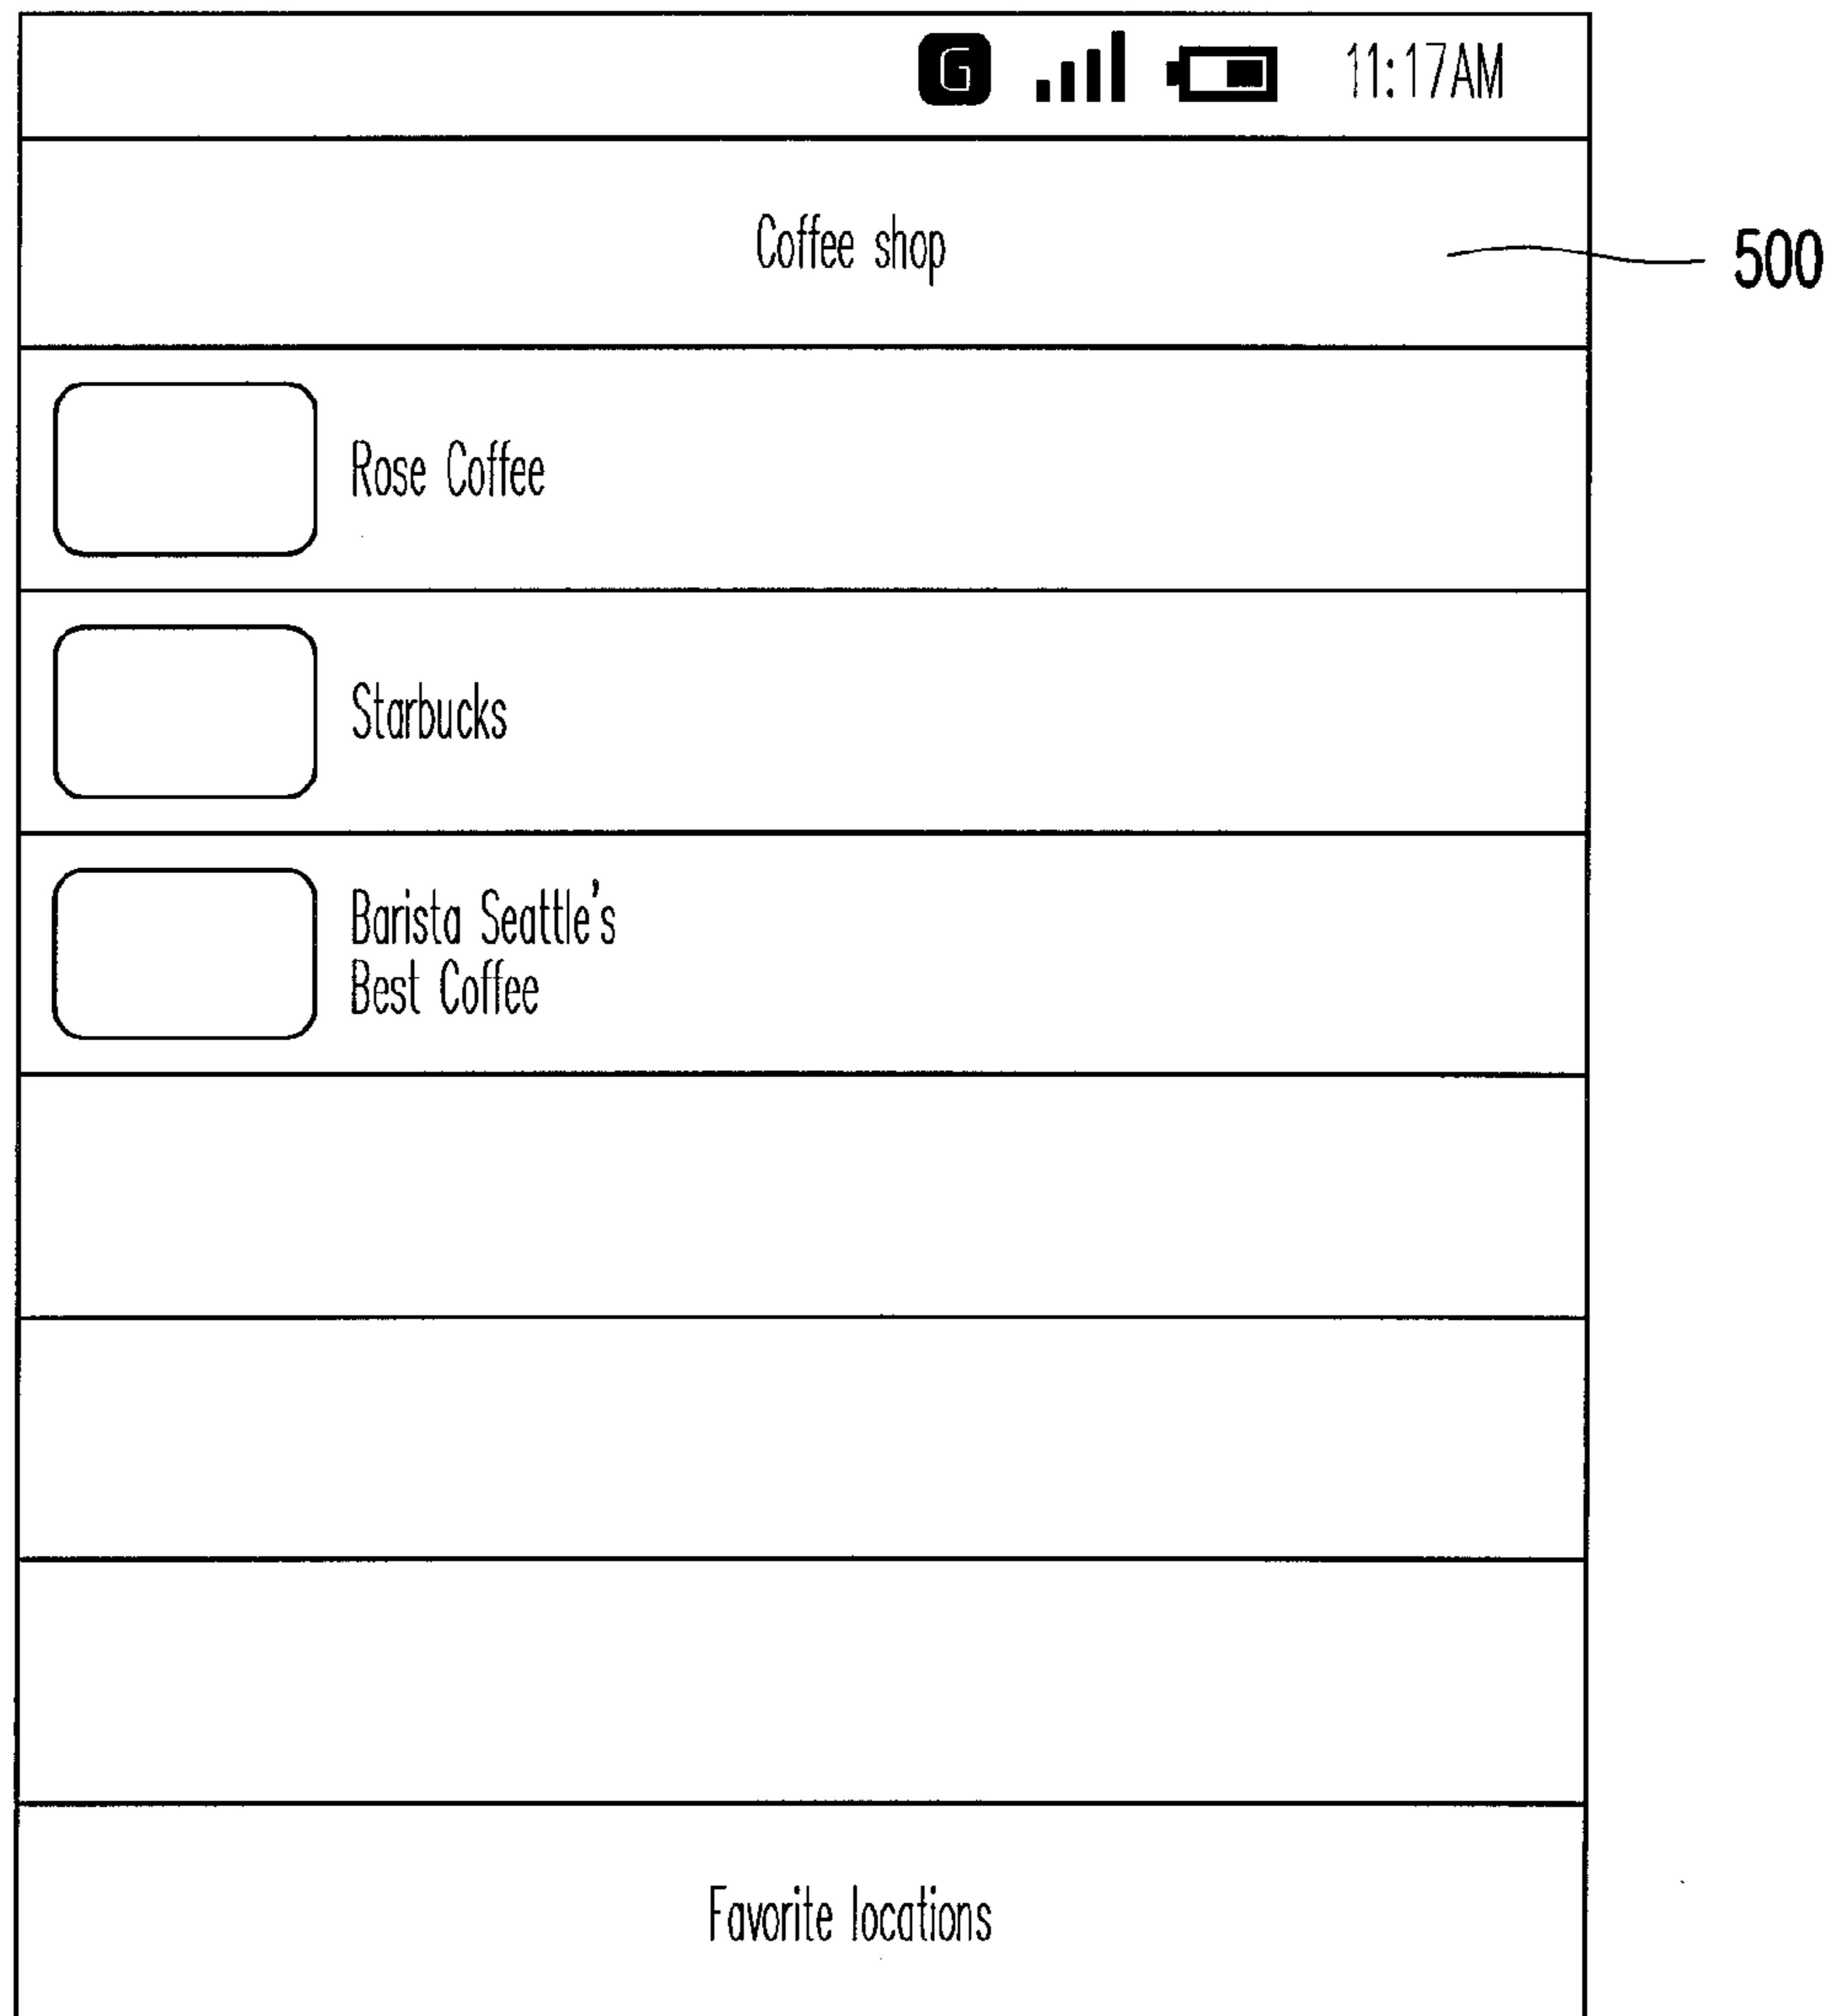 G 11:17AM
Coffee shop
500
Rose Coffee
Starbucks
Barista Seattle's
Best Coffee
Favorite locations